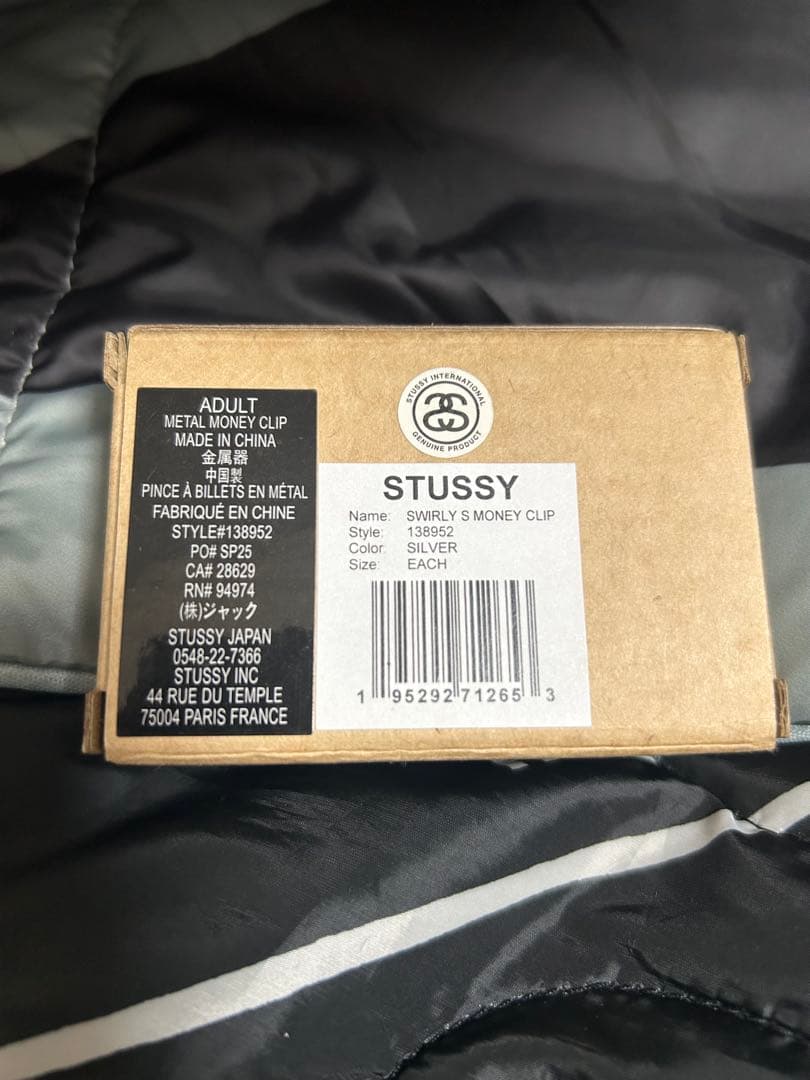 ADULT
METAL MONEY CLIP
MADE IN CHINA
金属器
中国製
PINCE À BILLETS EN MÉTAL
FABRIQUÉ EN CHINE
STYLE#138952
PO# SP25
CA# 28629
RN# 94974
(株)ジャック
STUSSY JAPAN
0548-22-7366
STUSSY INC
44 RUE DU TEMPLE
75004 PARIS FRANCE
STUSSY INTERNATIONAL
GENUINE PRODUCT
STUSSY
Name: SWIRLY S MONEY CLIP
Style: 138952
Color: SILVER
Size: EACH
1 95292 71265 3